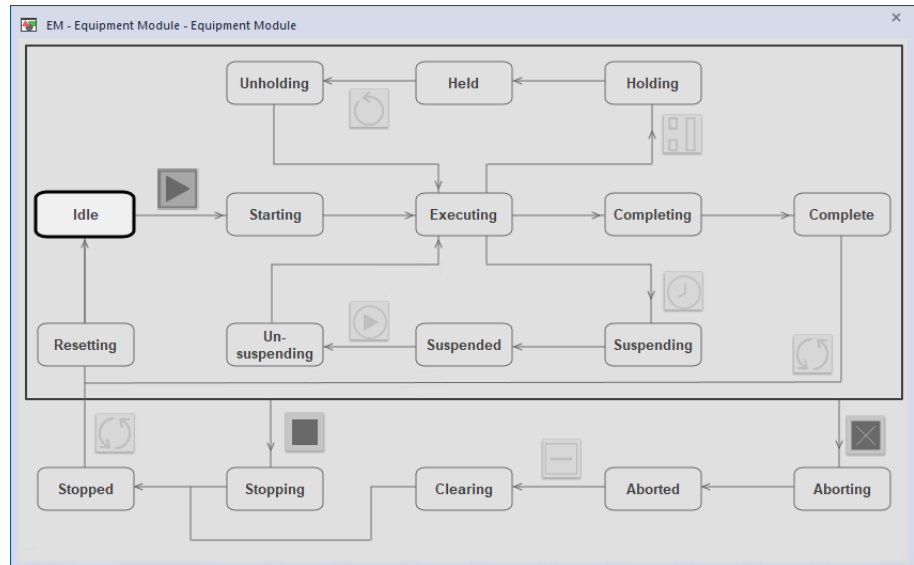 EM - Equipment Module - Equipment Module
Unholding
Held
Holding
Idle
Starting
Executing
Completing
Complete
Resetting
Un-
suspending
Suspended
Suspending
Stopped
Stopping
Clearing
Aborted
Aborting